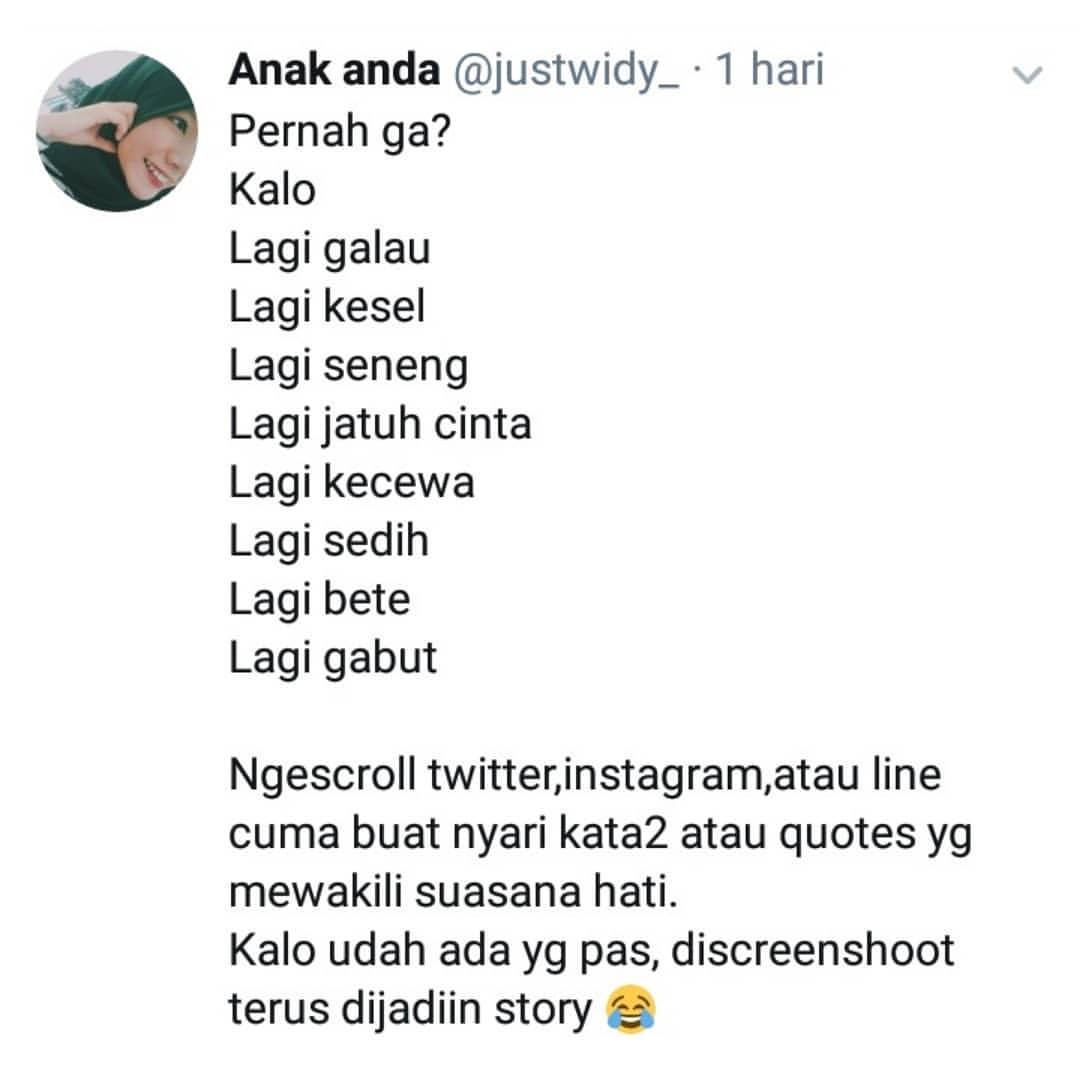 Anak anda @justwidy_ · 1 hari
Pernah ga?
Kalo
Lagi galau
Lagi kesel
Lagi seneng
Lagi jatuh cinta
Lagi kecewa
Lagi sedih
Lagi bete
Lagi gabut
Ngescroll twitter,instagram,atau line
cuma buat nyari kata2 atau quotes yg
mewakili suasana hati.
Kalo udah ada yg pas, discreenshoot
terus dijadiin story 😂